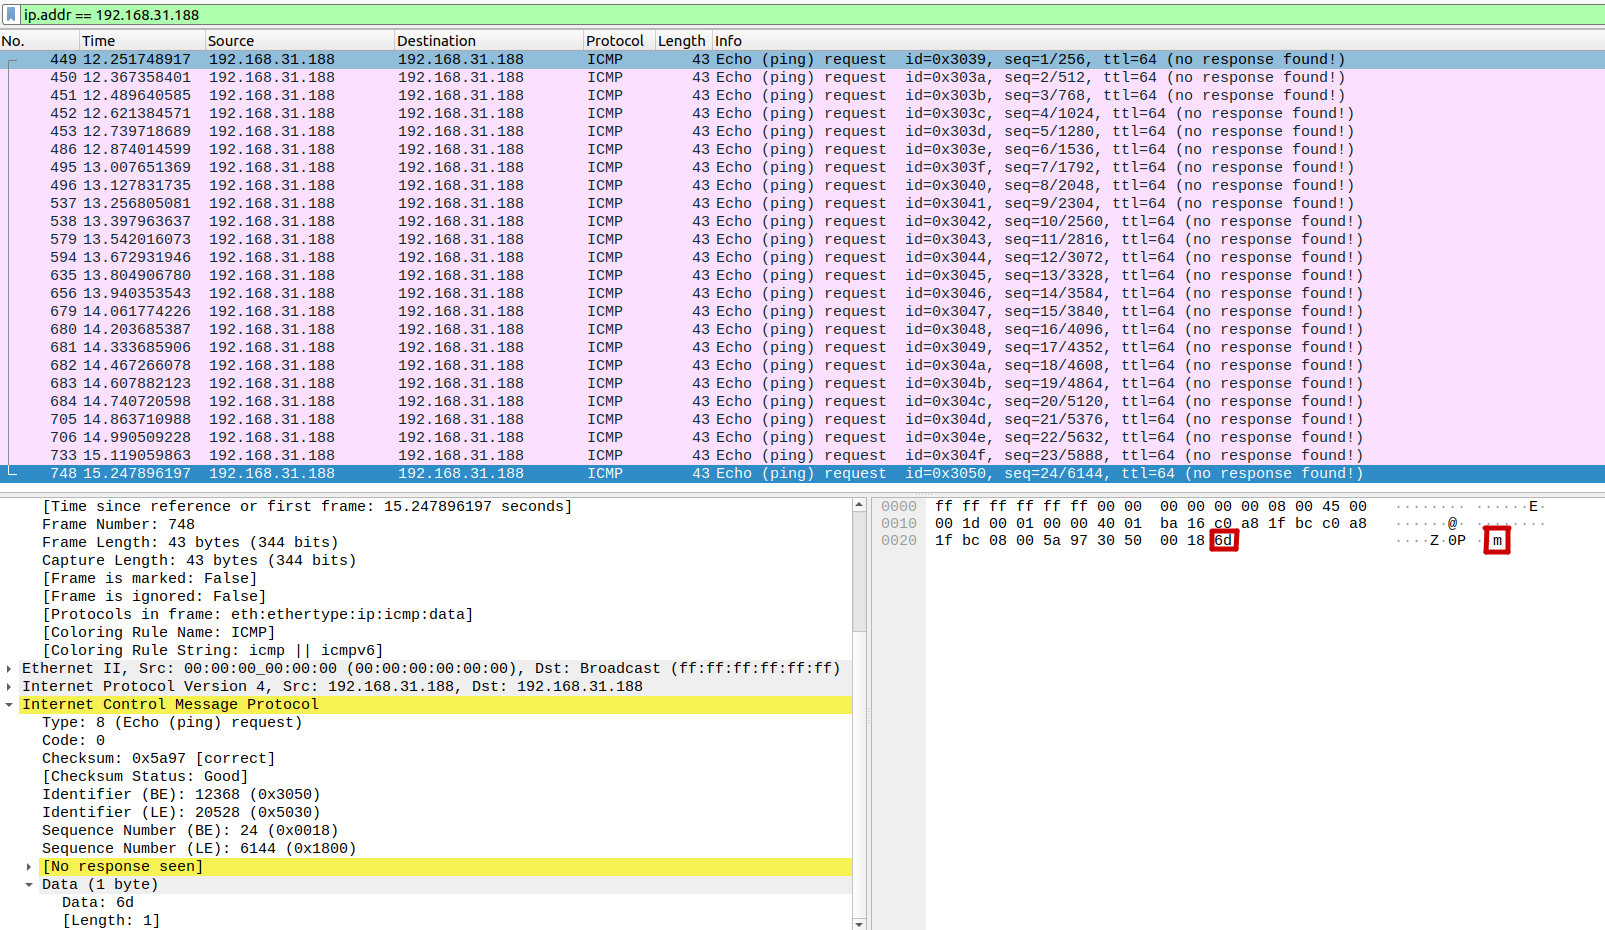 ip.addr == 192.168.31.188
No. Time Source Destination Protocol Length Info
449 12.251748917 192.168.31.188 192.168.31.188 ICMP 43 Echo (ping) request id=0x3039, seq=1/256, ttl=64 (no response found!)
450 12.367358401 192.168.31.188 192.168.31.188 ICMP 43 Echo (ping) request id=0x303a, seq=2/512, ttl=64 (no response found!)
451 12.489640585 192.168.31.188 192.168.31.188 ICMP 43 Echo (ping) request id=0x303b, seq=3/768, ttl=64 (no response found!)
452 12.621384571 192.168.31.188 192.168.31.188 ICMP 43 Echo (ping) request id=0x303c, seq=4/1024, ttl=64 (no response found!)
453 12.739718689 192.168.31.188 192.168.31.188 ICMP 43 Echo (ping) request id=0x303d, seq=5/1280, ttl=64 (no response found!)
486 12.874014599 192.168.31.188 192.168.31.188 ICMP 43 Echo (ping) request id=0x303e, seq=6/1536, ttl=64 (no response found!)
495 13.007651369 192.168.31.188 192.168.31.188 ICMP 43 Echo (ping) request id=0x303f, seq=7/1792, ttl=64 (no response found!)
496 13.127831735 192.168.31.188 192.168.31.188 ICMP 43 Echo (ping) request id=0x3040, seq=8/2048, ttl=64 (no response found!)
537 13.256805081 192.168.31.188 192.168.31.188 ICMP 43 Echo (ping) request id=0x3041, seq=9/2304, ttl=64 (no response found!)
538 13.397963637 192.168.31.188 192.168.31.188 ICMP 43 Echo (ping) request id=0x3042, seq=10/2560, ttl=64 (no response found!)
579 13.542016073 192.168.31.188 192.168.31.188 ICMP 43 Echo (ping) request id=0x3043, seq=11/2816, ttl=64 (no response found!)
594 13.672931946 192.168.31.188 192.168.31.188 ICMP 43 Echo (ping) request id=0x3044, seq=12/3072, ttl=64 (no response found!)
635 13.804906780 192.168.31.188 192.168.31.188 ICMP 43 Echo (ping) request id=0x3045, seq=13/3328, ttl=64 (no response found!)
656 13.940353543 192.168.31.188 192.168.31.188 ICMP 43 Echo (ping) request id=0x3046, seq=14/3584, ttl=64 (no response found!)
679 14.061774226 192.168.31.188 192.168.31.188 ICMP 43 Echo (ping) request id=0x3047, seq=15/3840, ttl=64 (no response found!)
680 14.203685387 192.168.31.188 192.168.31.188 ICMP 43 Echo (ping) request id=0x3048, seq=16/4096, ttl=64 (no response found!)
681 14.333685906 192.168.31.188 192.168.31.188 ICMP 43 Echo (ping) request id=0x3049, seq=17/4352, ttl=64 (no response found!)
682 14.467266078 192.168.31.188 192.168.31.188 ICMP 43 Echo (ping) request id=0x304a, seq=18/4608, ttl=64 (no response found!)
683 14.607882123 192.168.31.188 192.168.31.188 ICMP 43 Echo (ping) request id=0x304b, seq=19/4864, ttl=64 (no response found!)
684 14.740720598 192.168.31.188 192.168.31.188 ICMP 43 Echo (ping) request id=0x304c, seq=20/5120, ttl=64 (no response found!)
705 14.863710988 192.168.31.188 192.168.31.188 ICMP 43 Echo (ping) request id=0x304d, seq=21/5376, ttl=64 (no response found!)
706 14.990509228 192.168.31.188 192.168.31.188 ICMP 43 Echo (ping) request id=0x304e, seq=22/5632, ttl=64 (no response found!)
733 15.119059863 192.168.31.188 192.168.31.188 ICMP 43 Echo (ping) request id=0x304f, seq=23/5888, ttl=64 (no response found!)
748 15.247896197 192.168.31.188 192.168.31.188 ICMP 43 Echo (ping) request id=0x3050, seq=24/6144, ttl=64 (no response found!)
[Time since reference or first frame: 15.247896197 seconds]
Frame Number: 748
Frame Length: 43 bytes (344 bits)
Capture Length: 43 bytes (344 bits)
[Frame is marked: False]
[Frame is ignored: False]
[Protocols in frame: eth:ethertype:ip:icmp:data]
[Coloring Rule Name: ICMP]
[Coloring Rule String: icmp || icmpv6]
Ethernet II, Src: 00:00:00_00:00:00 (00:00:00:00:00:00), Dst: Broadcast (ff:ff:ff:ff:ff:ff)
Internet Protocol Version 4, Src: 192.168.31.188, Dst: 192.168.31.188
Internet Control Message Protocol
Type: 8 (Echo (ping) request)
Code: 0
Checksum: 0x5a97 [correct]
[Checksum Status: Good]
Identifier (BE): 12368 (0x3050)
Identifier (LE): 20528 (0x5030)
Sequence Number (BE): 24 (0x0018)
Sequence Number (LE): 6144 (0x1800)
[No response seen]
Data (1 byte)
Data: 6d
[Length: 1]
0000 ff ff ff ff ff ff 00 00 00 00 00 00 08 00 45 00 ········ ······E·
0010 00 1d 00 01 00 00 40 01 ba 16 c0 a8 1f bc c0 a8 ······@· ········
0020 1f bc 08 00 5a 97 30 50 00 18 6d ····Z·0P ··m